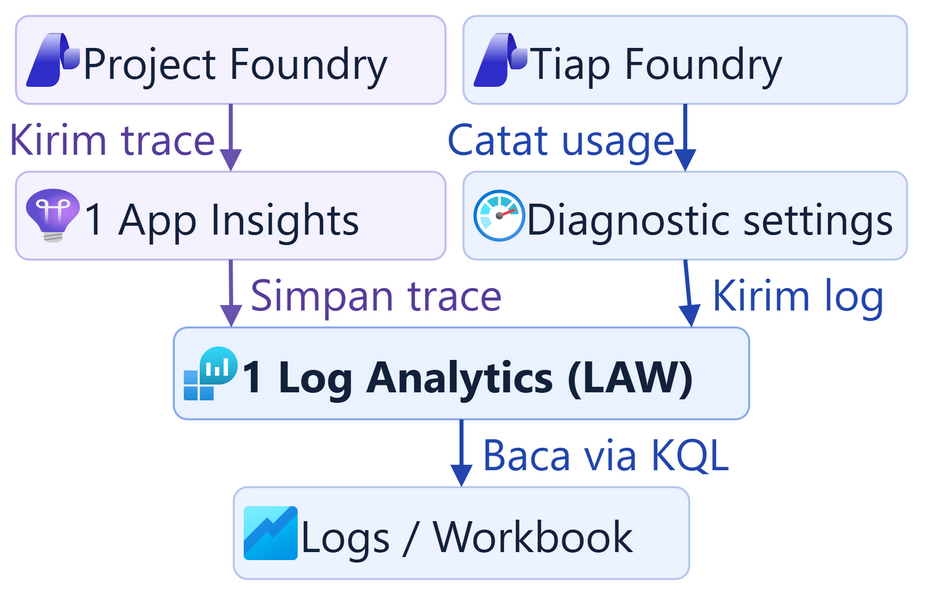 Project Foundry
Tiap Foundry
Kirim trace
Catat usage
1 App Insights
Diagnostic settings
Simpan trace
Kirim log
1 Log Analytics (LAW)
Baca via KQL
Logs / Workbook